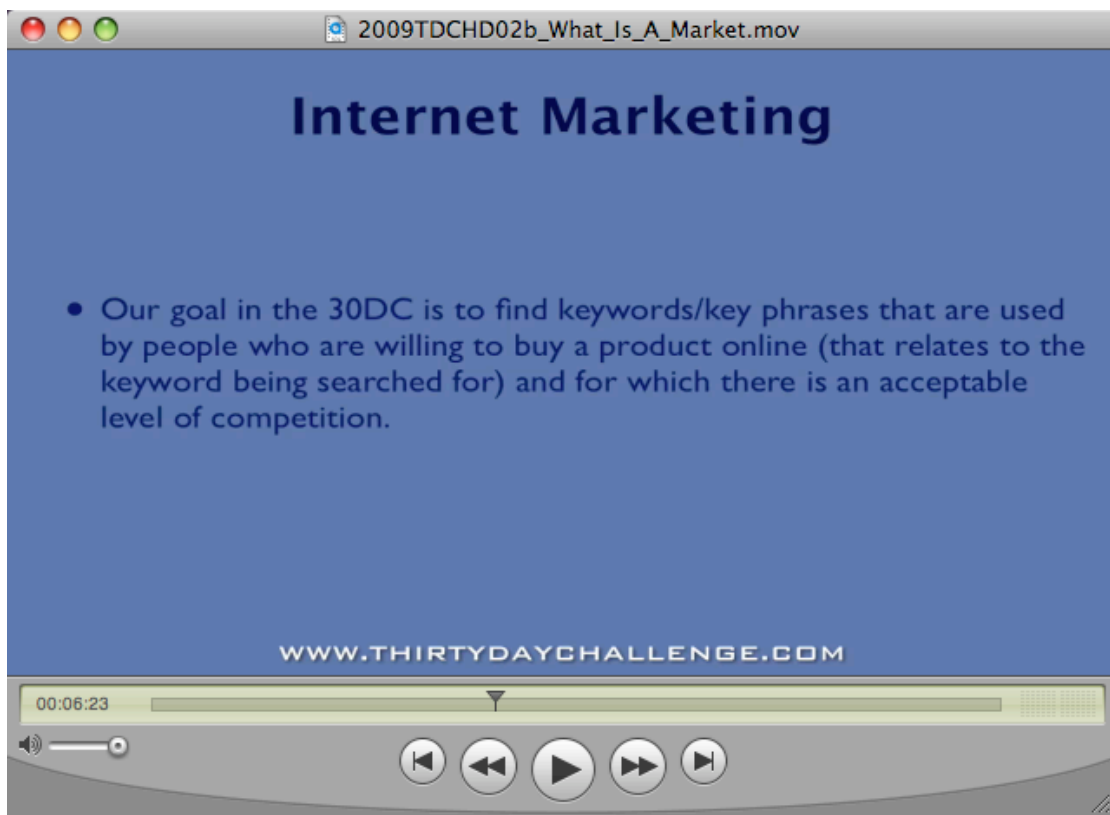 2009TDCHD02b_What_Is_A_Market.mov
Internet Marketing
• Our goal in the 30DC is to find keywords/key phrases that are used
by people who are willing to buy a product online (that relates to the
keyword being searched for) and for which there is an acceptable
level of competition.
WWW.THIRTYDAYCHALLENGE.COM
00:06:23